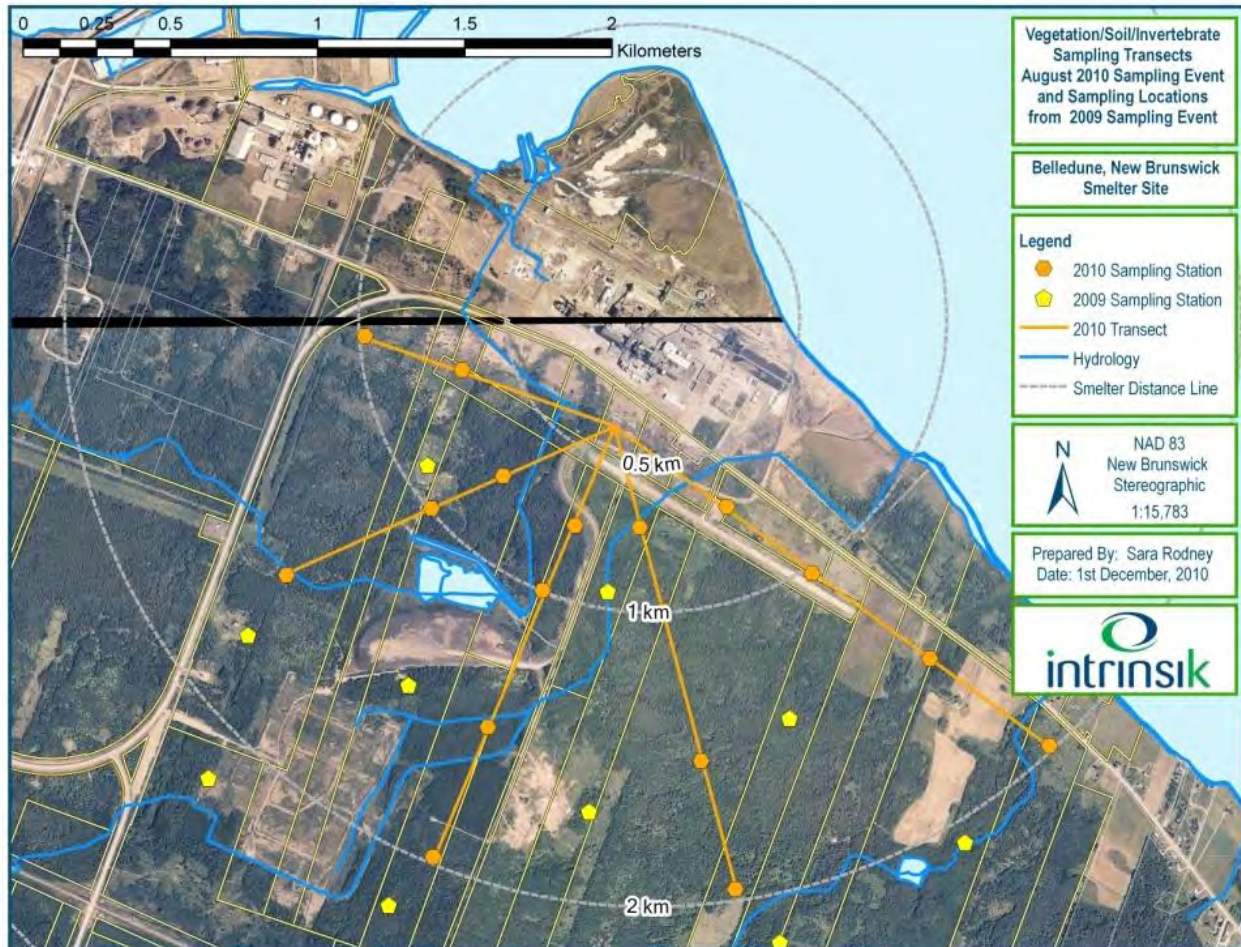 0 0.25 0.5 1 1.5 2
Kilometers
Vegetation/Soil/Invertebrate
Sampling Transects
August 2010 Sampling Event
and Sampling Locations
from 2009 Sampling Event
Belledune, New Brunswick
Smelter Site
Legend
2010 Sampling Station
2009 Sampling Station
2010 Transect
Hydrology
Smelter Distance Line
N
NAD 83
New Brunswick
Stereographic
1:15,783
Prepared By: Sara Rodney
Date: 1st December, 2010
intrinsik
0.5 km
1 km
2 km